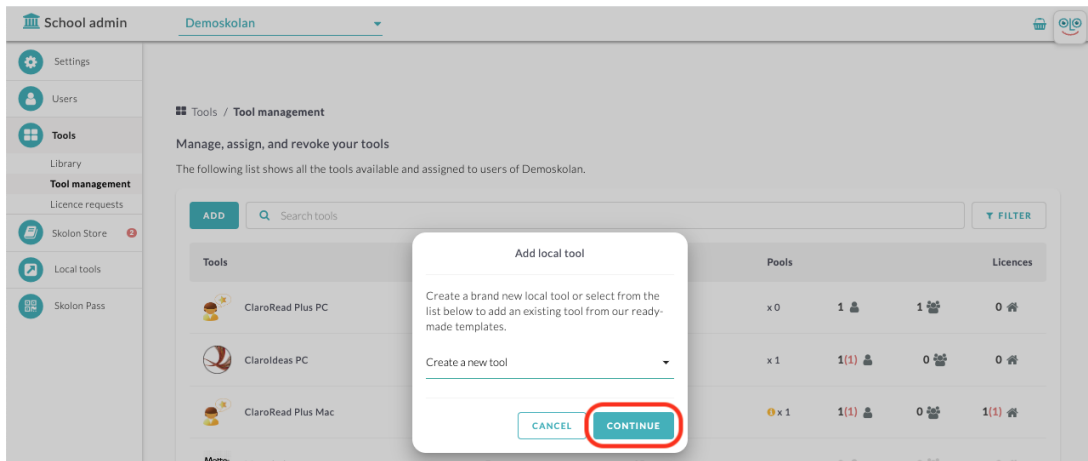 School admin
Demoskolan
Settings
Users
Tools
Library
Tool management
Licence requests
Skolon Store
Local tools
Skolon Pass
Tools / Tool management
Manage, assign, and revoke your tools
The following list shows all the tools available and assigned to users of Demoskolan.
ADD
Search tools
FILTER
Tools
Pools
Licences
ClaroRead Plus PC
x 0
1
1
0
ClaroIdeas PC
x 1
1(1)
0
0
ClaroRead Plus Mac
x 1
1(1)
0
1(1)
Add local tool
Create a brand new local tool or select from the
list below to add an existing tool from our ready-
made templates.
Create a new tool
CANCEL
CONTINUE